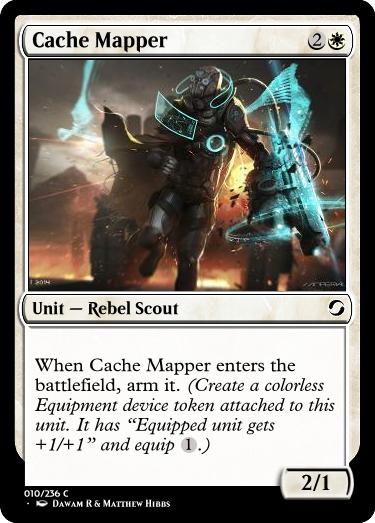 Cache Mapper 2
2014
Unit — Rebel Scout
When Cache Mapper enters the
battlefield, arm it. (Create a colorless
Equipment device token attached to this
unit. It has “Equipped unit gets
+1/+1” and equip 1.)
2/1
010/236 C
Dawam R & Matthew Hibbs